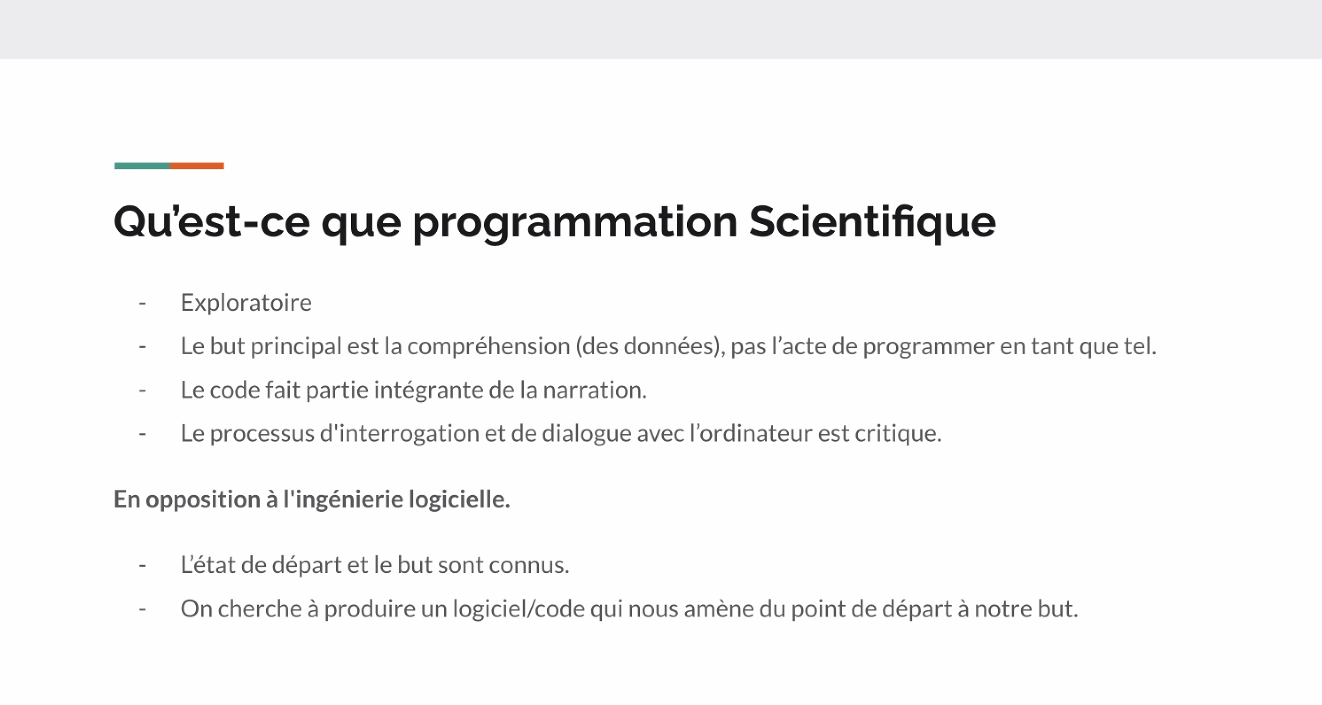 Qu’est-ce que programmation Scientifique
- Exploratoire
- Le but principal est la compréhension (des données), pas l’acte de programmer en tant que tel.
- Le code fait partie intégrante de la narration.
- Le processus d'interrogation et de dialogue avec l’ordinateur est critique.
En opposition à l'ingénierie logicielle.
- L’état de départ et le but sont connus.
- On cherche à produire un logiciel/code qui nous amène du point de départ à notre but.